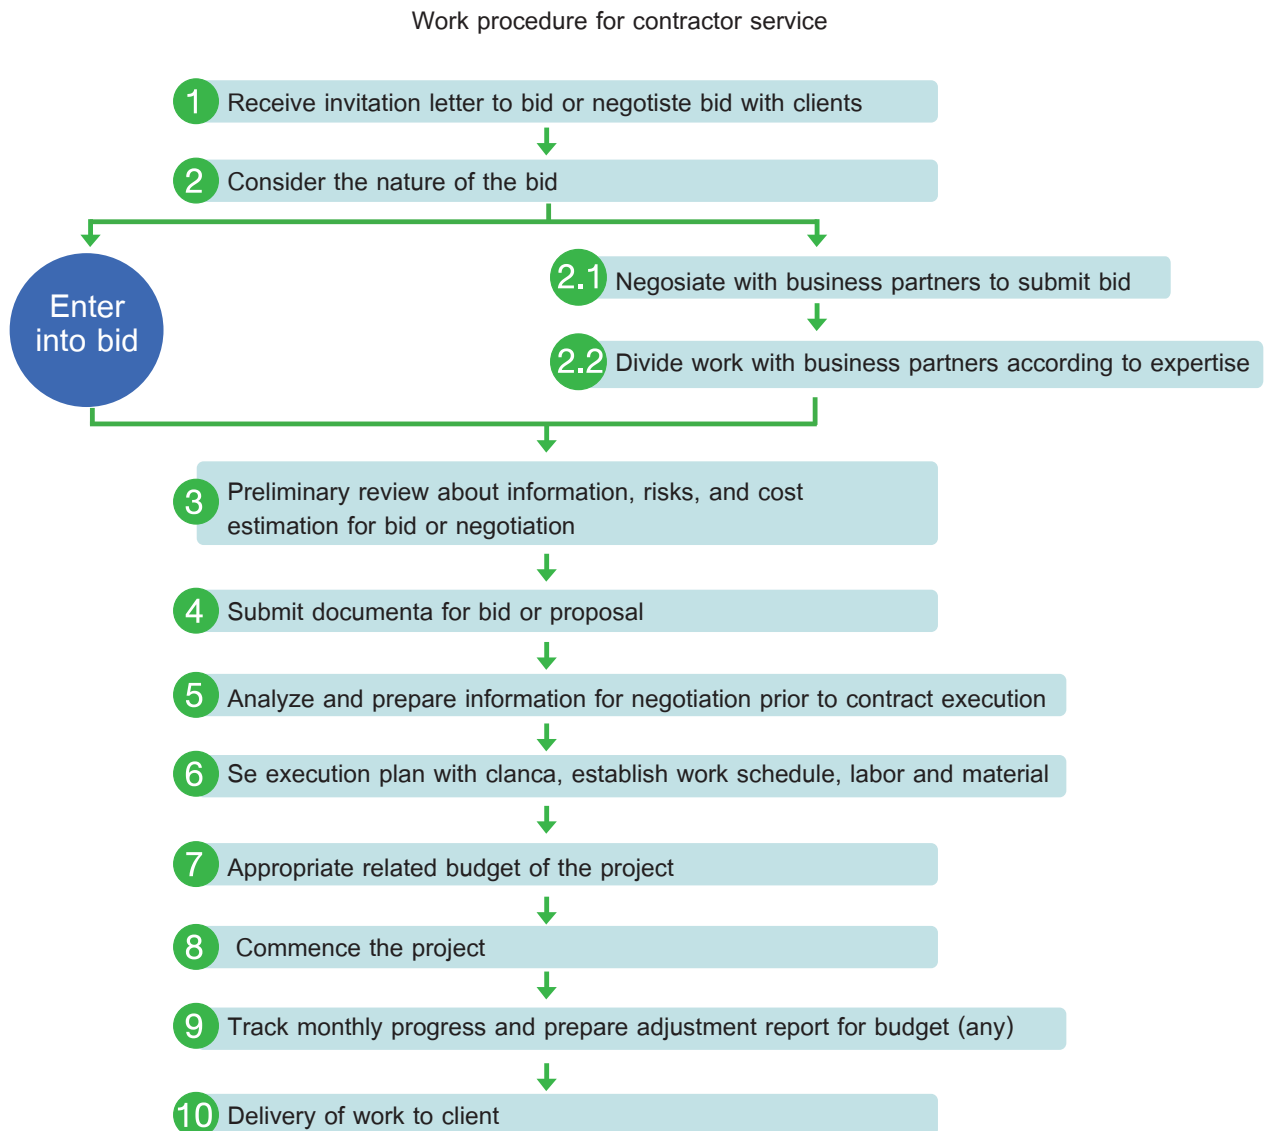 Work procedure for contractor service
1 Receive invitation letter to bid or negotiste bid with clients
2 Consider the nature of the bid
Enter
into bid
2.1 Negosiate with business partners to submit bid
2.2 Divide work with business partners according to expertise
3 Preliminary review about information, risks, and cost
estimation for bid or negotiation
4 Submit documenta for bid or proposal
5 Analyze and prepare information for negotiation prior to contract execution
6 Se execution plan with clanca, establish work schedule, labor and material
7 Appropriate related budget of the project
8 Commence the project
9 Track monthly progress and prepare adjustment report for budget (any)
10 Delivery of work to client